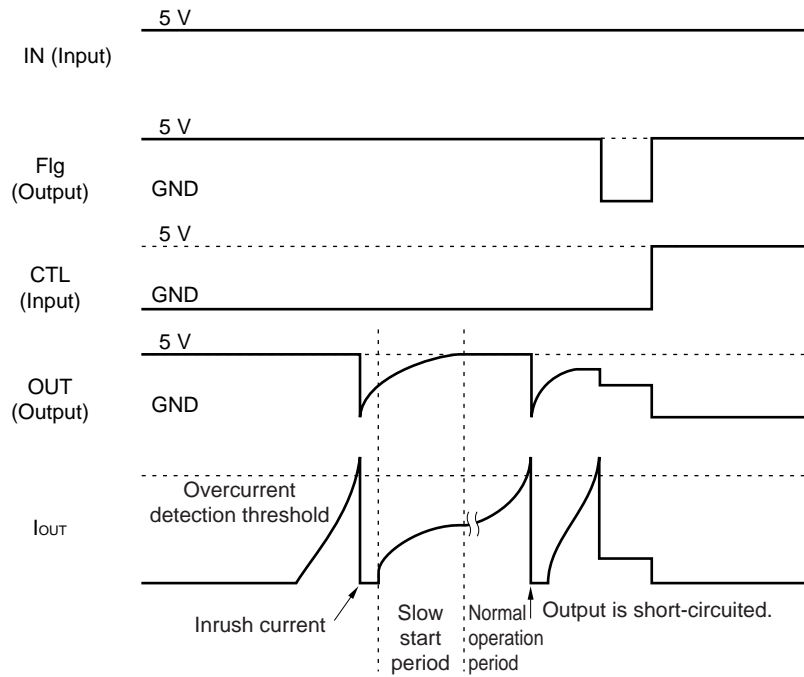 5 V
IN (Input)
5 V
Flg
(Output)
GND
5 V
CTL
(Input)
GND
5 V
OUT
(Output)
GND
Overcurrent
detection threshold
IOUT
Inrush current
Slow
start
period
Normal
operation
period
Output is short-circuited.